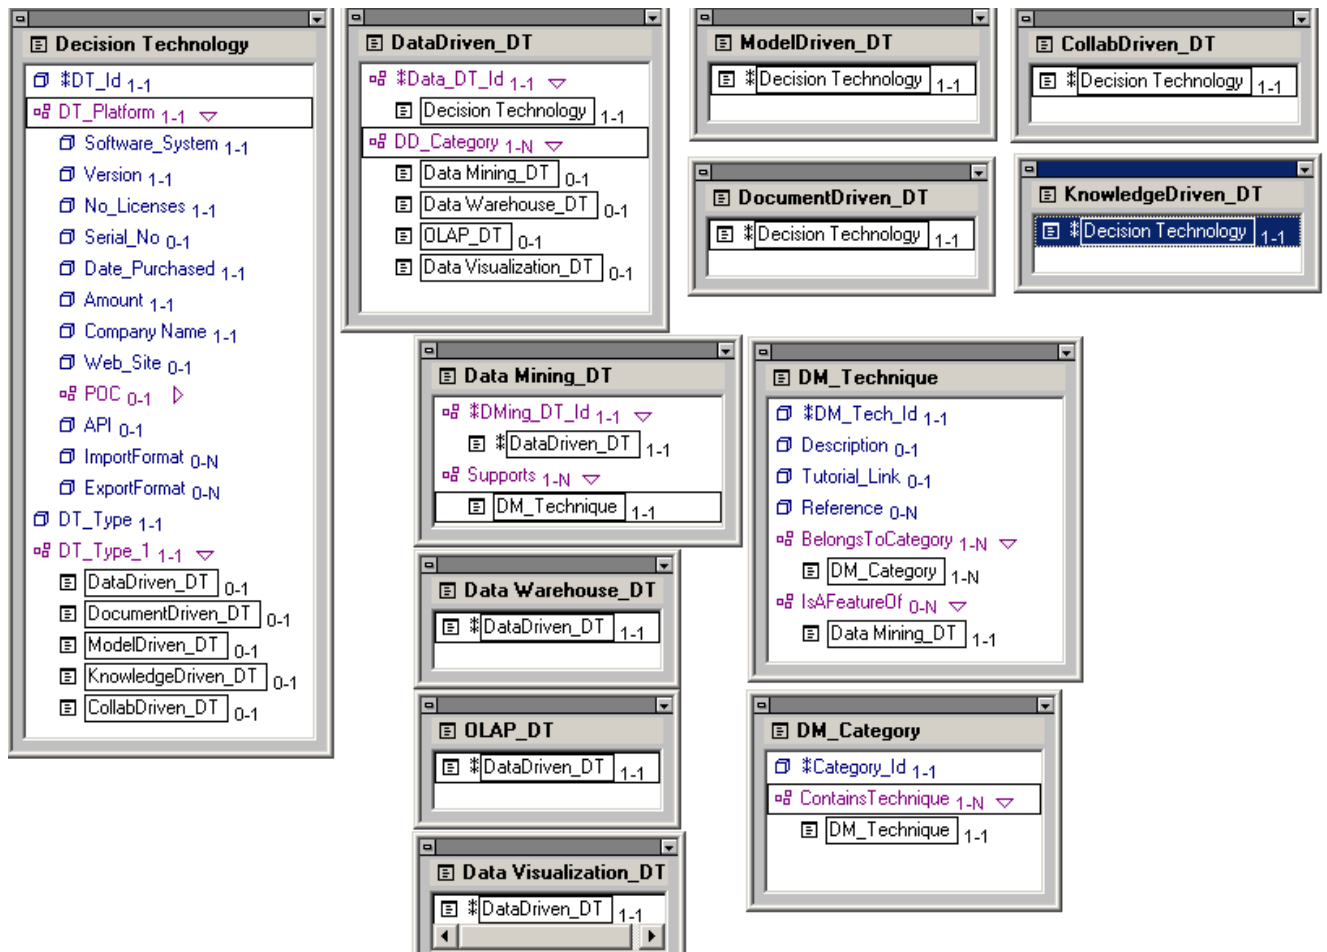 Decision Technology
‡DT_Id 1-1
DT_Platform 1-1
Software_System 1-1
Version 1-1
No_Licenses 1-1
Serial_No 0-1
Date_Purchased 1-1
Amount 1-1
Company Name 1-1
Web_Site 0-1
POC 0-1
API 0-1
ImportFormat 0-N
ExportFormat 0-N
DT_Type 1-1
DT_Type_1 1-1
DataDriven_DT 0-1
DocumentDriven_DT 0-1
ModelDriven_DT 0-1
KnowledgeDriven_DT 0-1
CollabDriven_DT 0-1
DataDriven_DT
‡Data_DT_Id 1-1
Decision Technology 1-1
DD_Category 1-N
Data Mining_DT 0-1
Data Warehouse_DT 0-1
OLAP_DT 0-1
Data Visualization_DT 0-1
ModelDriven_DT
‡Decision Technology 1-1
CollabDriven_DT
‡Decision Technology 1-1
DocumentDriven_DT
‡Decision Technology 1-1
KnowledgeDriven_DT
‡Decision Technology 1-1
Data Mining_DT
‡DMing_DT_Id 1-1
‡DataDriven_DT 1-1
Supports 1-N
DM_Technique 1-1
DM_Technique
‡DM_Tech_Id 1-1
Description 0-1
Tutorial_Link 0-1
Reference 0-N
BelongsToCategory 1-N
DM_Category 1-N
IsAFeatureOf 0-N
Data Mining_DT 1-1
Data Warehouse_DT
‡DataDriven_DT 1-1
OLAP_DT
‡DataDriven_DT 1-1
DM_Category
‡Category_Id 1-1
ContainsTechnique 1-N
DM_Technique 1-1
Data Visualization_DT
‡DataDriven_DT 1-1